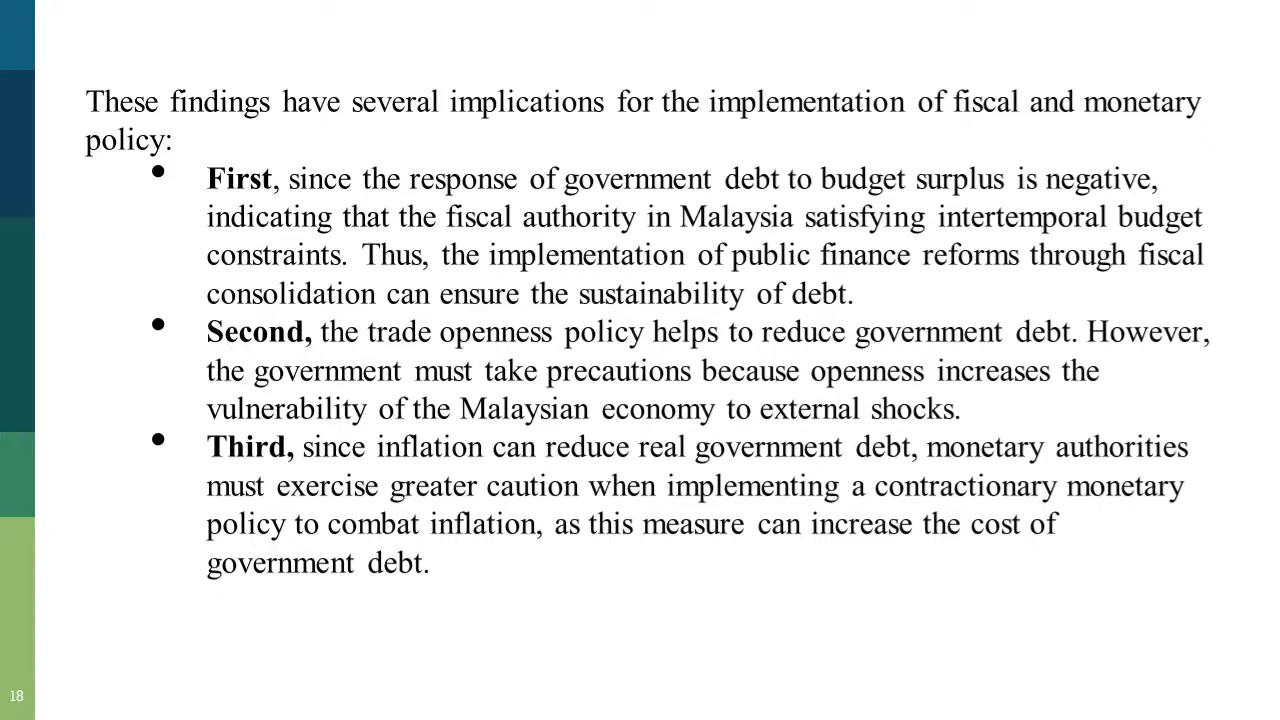 These findings have several implications for the implementation of fiscal and monetary
policy:
• First, since the response of government debt to budget surplus is negative,
indicating that the fiscal authority in Malaysia satisfying intertemporal budget
constraints. Thus, the implementation of public finance reforms through fiscal
consolidation can ensure the sustainability of debt.
• Second, the trade openness policy helps to reduce government debt. However,
the government must take precautions because openness increases the
vulnerability of the Malaysian economy to external shocks.
• Third, since inflation can reduce real government debt, monetary authorities
must exercise greater caution when implementing a contractionary monetary
policy to combat inflation, as this measure can increase the cost of
government debt.
18